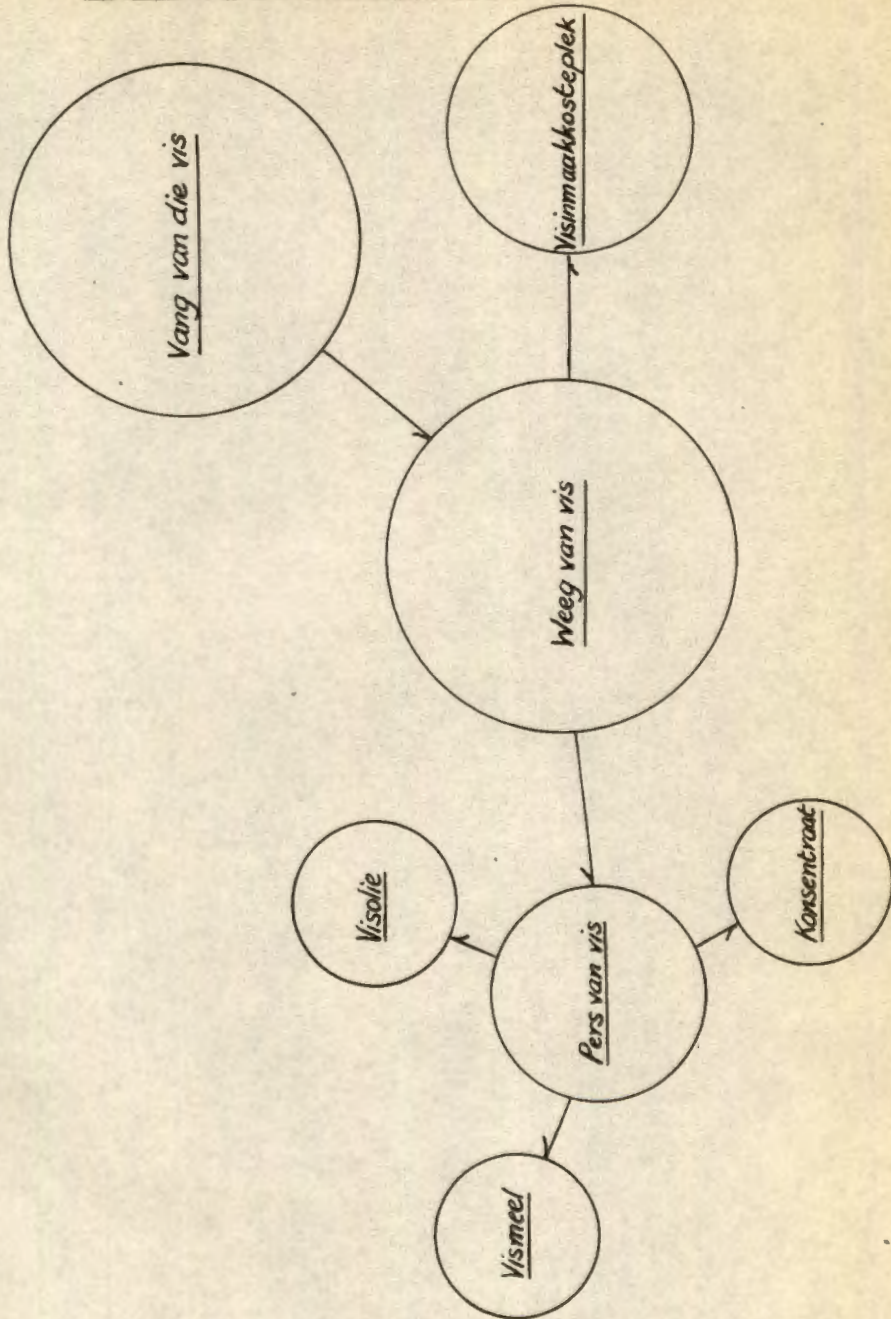 Vang van die vis
Visinmaakkosteplek
Weeg van vis
Visolie
Pers van vis
Konsentraat
Vismeel